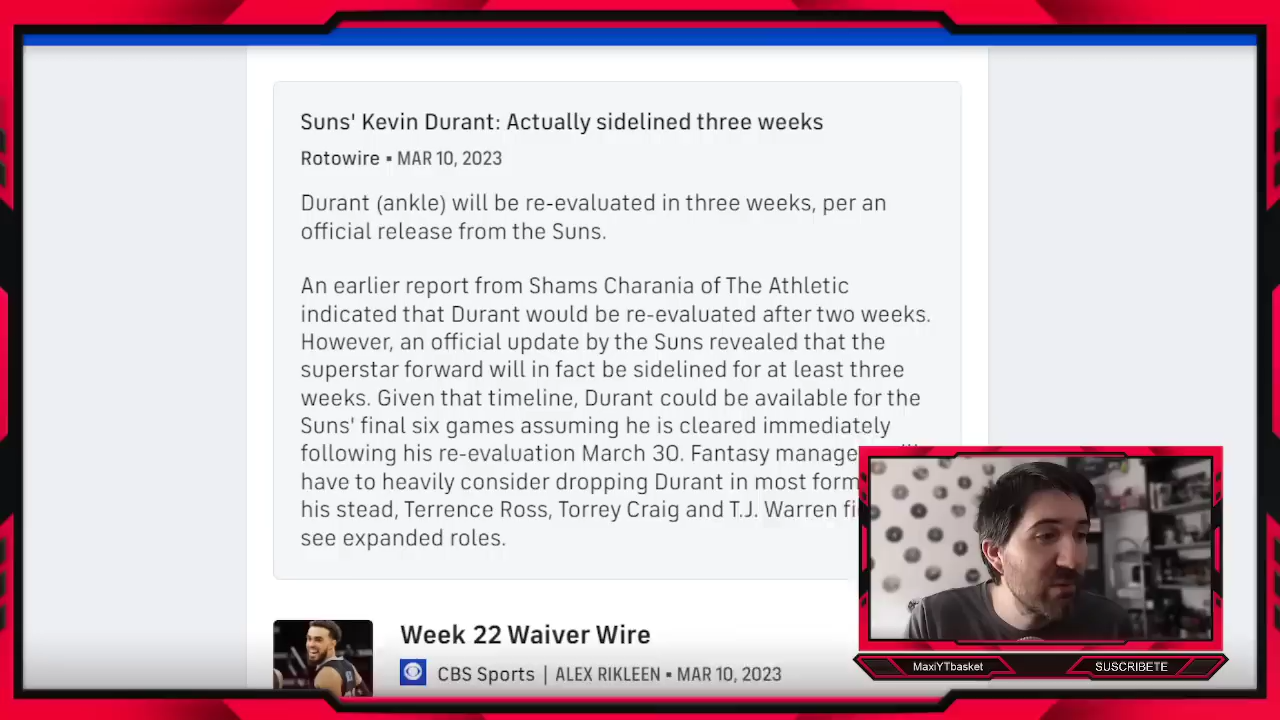 Suns' Kevin Durant: Actually sidelined three weeks
Rotowire ▪ MAR 10, 2023
Durant (ankle) will be re-evaluated in three weeks, per an
official release from the Suns.
An earlier report from Shams Charania of The Athletic
indicated that Durant would be re-evaluated after two weeks.
However, an official update by the Suns revealed that the
superstar forward will in fact be sidelined for at least three
weeks. Given that timeline, Durant could be available for the
Suns' final six games assuming he is cleared immediately
following his re-evaluation March 30. Fantasy
have to heavily consider dropping Durant in most
his stead, Terrence Ross, Torrey Craig and T.J. Warren
see expanded roles.
Week 22 Waiver Wire
CBS Sports | ALEX RIKLEEN ▪ MAR 10, 2023
MaxiYTbasket
SUSCRIBETE